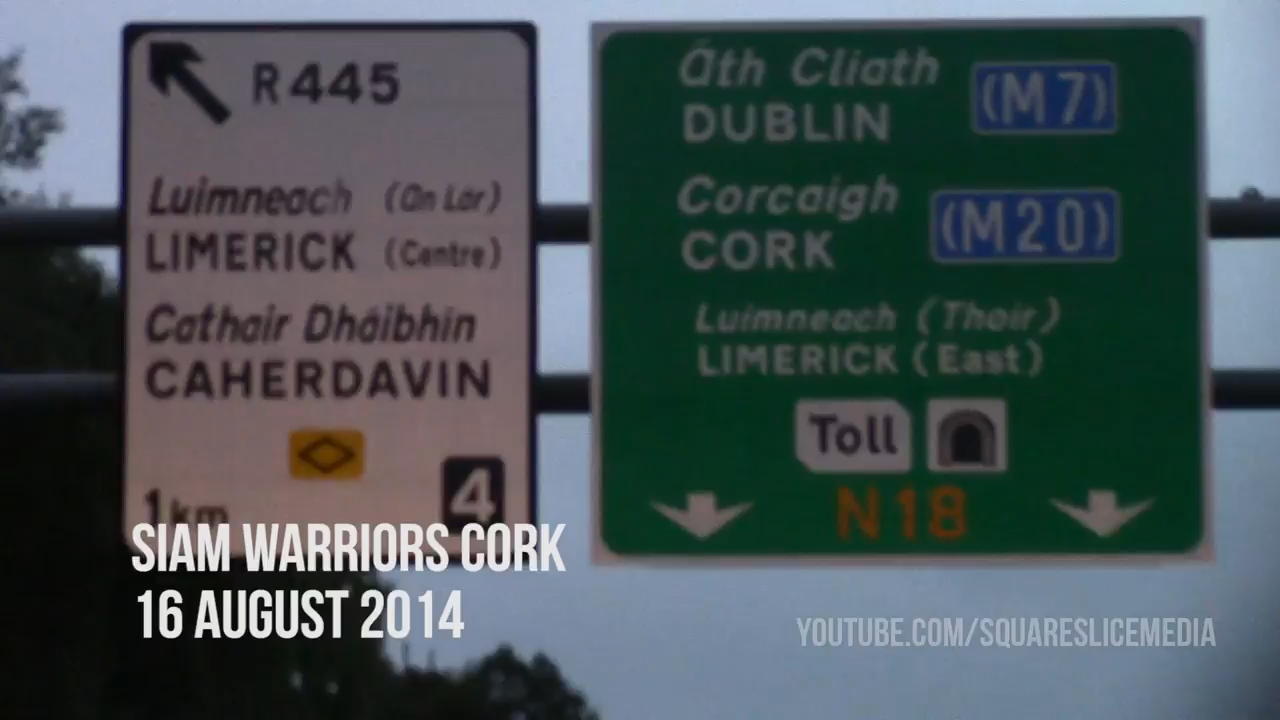 R445
Luimneach (An Lar)
LIMERICK (Centre)
Cathair Dháibhín
CAHERDAVIN
1km
4
Áth Cliath
DUBLIN
(M7)
Corcaigh
CORK
(M20)
Luimneach (Thoir)
LIMERICK (East)
Toll
N18
SIAM WARRIORS CORK
16 AUGUST 2014
YOUTUBE.COM/SQUARESLICEMEDIA